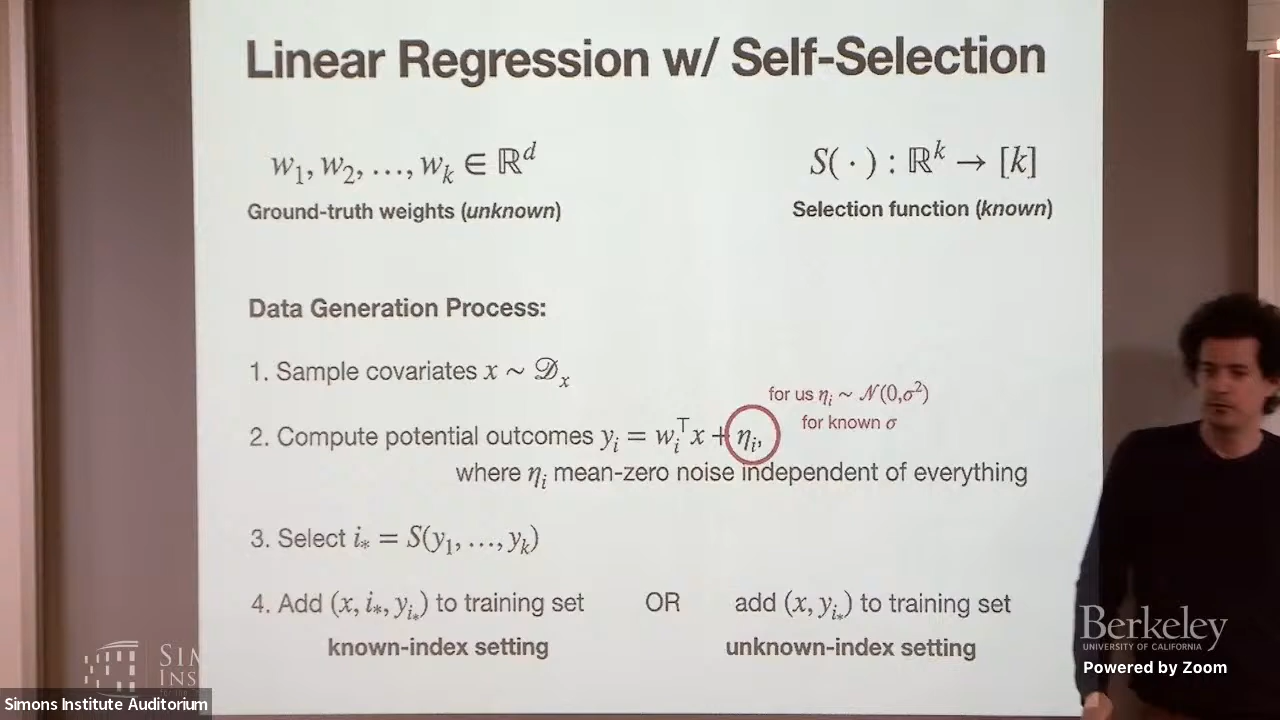 Linear Regression w/ Self-Selection
w₁, w₂, …, wₖ ∈ ℝᵈ
S( · ) : ℝᵏ → [k]
Ground-truth weights (unknown)
Selection function (known)
Data Generation Process:
1. Sample covariates x ~ 𝒟ₓ
for us ηᵢ ~ 𝒩(0,σ²)
for known σ
2. Compute potential outcomes yᵢ = wᵢ⊤x + ηᵢ,
where ηᵢ mean-zero noise independent of everything
3. Select i* = S(y₁, …, yₖ)
4. Add (x, i*, y_{i*}) to training set OR add (x, y_{i*}) to training set
known-index setting
unknown-index setting
Berkeley
UNIVERSITY OF CALIFORNIA
Powered by Zoom
Simons Institute Auditorium